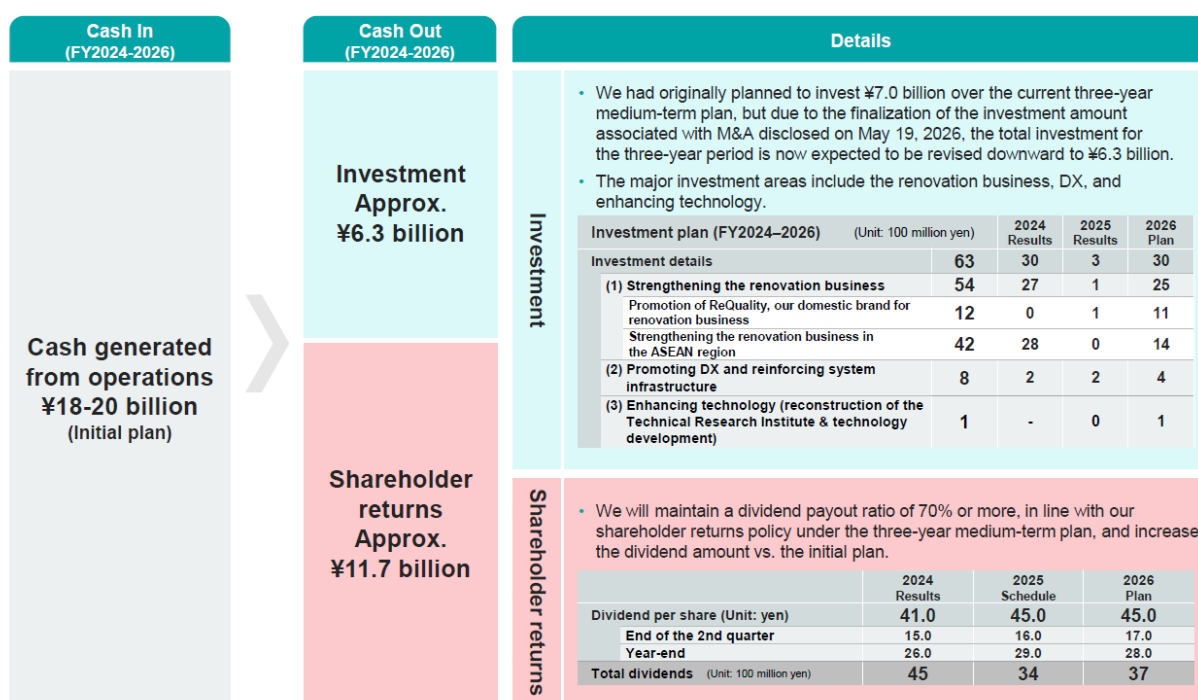 Cash In
(FY2024-2026)
Cash generated
from operations
¥18-20 billion
(Initial plan)
Cash Out
(FY2024-2026)
Investment
Approx.
¥6.3 billion
Shareholder
returns
Approx.
¥11.7 billion
Details
Investment
• We had originally planned to invest ¥7.0 billion over the current three-year
medium-term plan, but due to the finalization of the investment amount
associated with M&A disclosed on May 19, 2026, the total investment for
the three-year period is now expected to be revised downward to ¥6.3 billion.
• The major investment areas include the renovation business, DX, and
enhancing technology.
Investment plan (FY2024–2026) (Unit: 100 million yen) 2024 Results 2025 Results 2026 Plan
Investment details 63 30 3 30
(1) Strengthening the renovation business 54 27 1 25
Promotion of ReQuality, our domestic brand for
renovation business 12 0 1 11
Strengthening the renovation business in
the ASEAN region 42 28 0 14
(2) Promoting DX and reinforcing system
infrastructure 8 2 2 4
(3) Enhancing technology (reconstruction of the
Technical Research Institute & technology
development) 1 - 0 1
Shareholder returns
• We will maintain a dividend payout ratio of 70% or more, in line with our
shareholder returns policy under the three-year medium-term plan, and increase
the dividend amount vs. the initial plan.
2024 Results 2025 Schedule 2026 Plan
Dividend per share (Unit: yen) 41.0 45.0 45.0
End of the 2nd quarter 15.0 16.0 17.0
Year-end 26.0 29.0 28.0
Total dividends (Unit: 100 million yen) 45 34 37